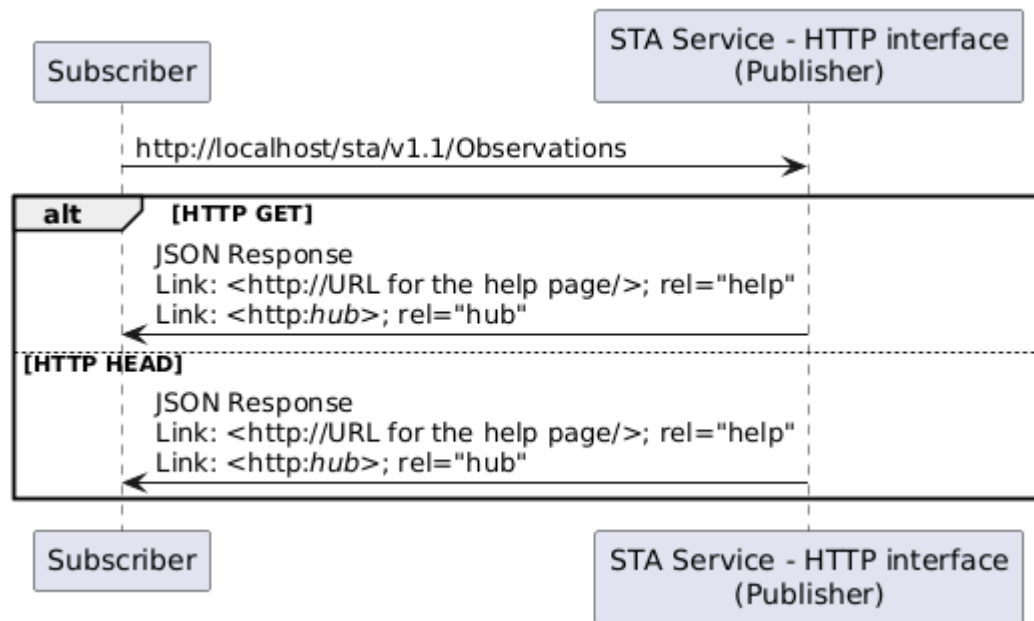 Subscriber
STA Service - HTTP interface
(Publisher)
http://localhost/sta/v1.1/Observations
alt
[HTTP GET]
JSON Response
Link: <http://URL for the help page/>; rel="help"
Link: <http:hub>; rel="hub"
[HTTP HEAD]
JSON Response
Link: <http://URL for the help page/>; rel="help"
Link: <http:hub>; rel="hub"
Subscriber
STA Service - HTTP interface
(Publisher)